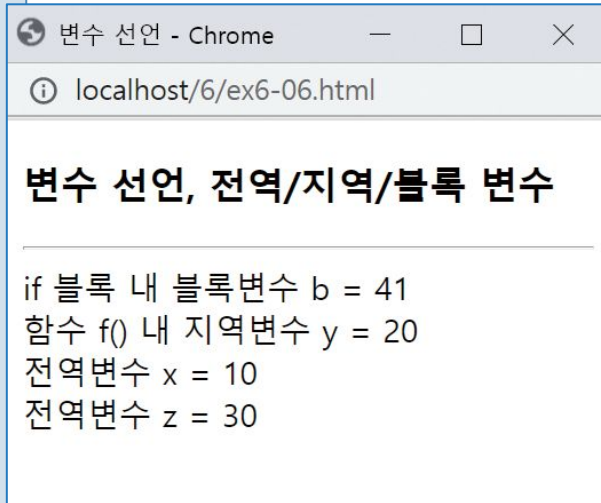 변수 선언 - Chrome
localhost/6/ex6-06.html
변수 선언, 전역/지역/블록 변수
if 블록 내 블록변수 b = 41
함수 f() 내 지역변수 y = 20
전역변수 x = 10
전역변수 z = 30